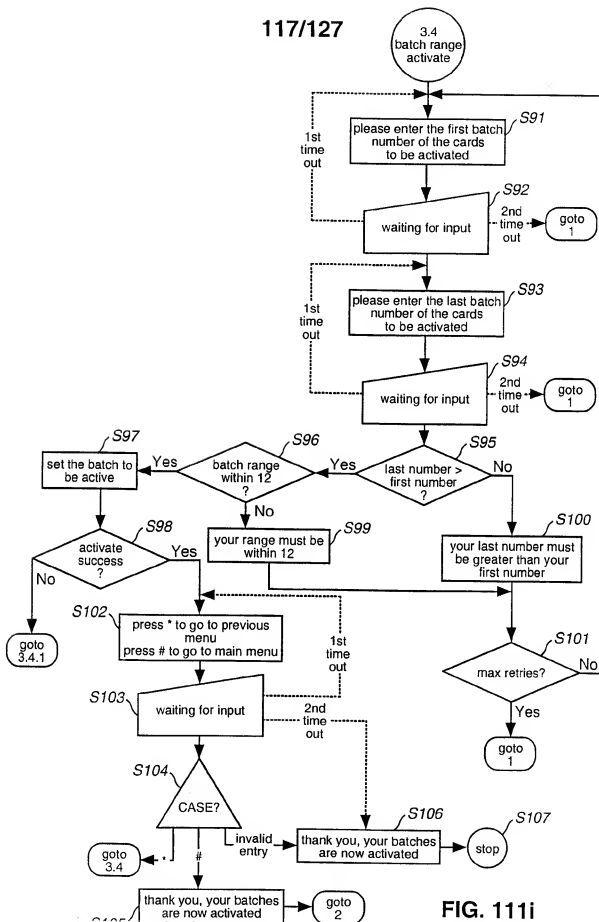 117/127
3.4
batch range
activate
S91
please enter the first batch
number of the cards
to be activated
1st
time
out
S92
waiting for input
2nd
time
out
goto
1
S93
please enter the last batch
number of the cards
to be activated
1st
time
out
S94
waiting for input
2nd
time
out
goto
1
S95
last number >
first number
?
Yes
No
S96
batch range
within 12
?
Yes
No
S97
set the batch to
be active
S98
activate
success
?
Yes
No
goto
3.4.1
S99
your range must be
within 12
S100
your last number must
be greater than your
first number
S101
max retries?
No
Yes
goto
1
S102
press * to go to previous
menu
press # to go to main menu
1st
time
out
S103
waiting for input
2nd
time
out
S104
CASE?
goto
3.4
*
#
invalid
entry
S106
thank you, your batches
are now activated
S107
stop
thank you, your batches
are now activated
goto
2
S105
FIG. 111i